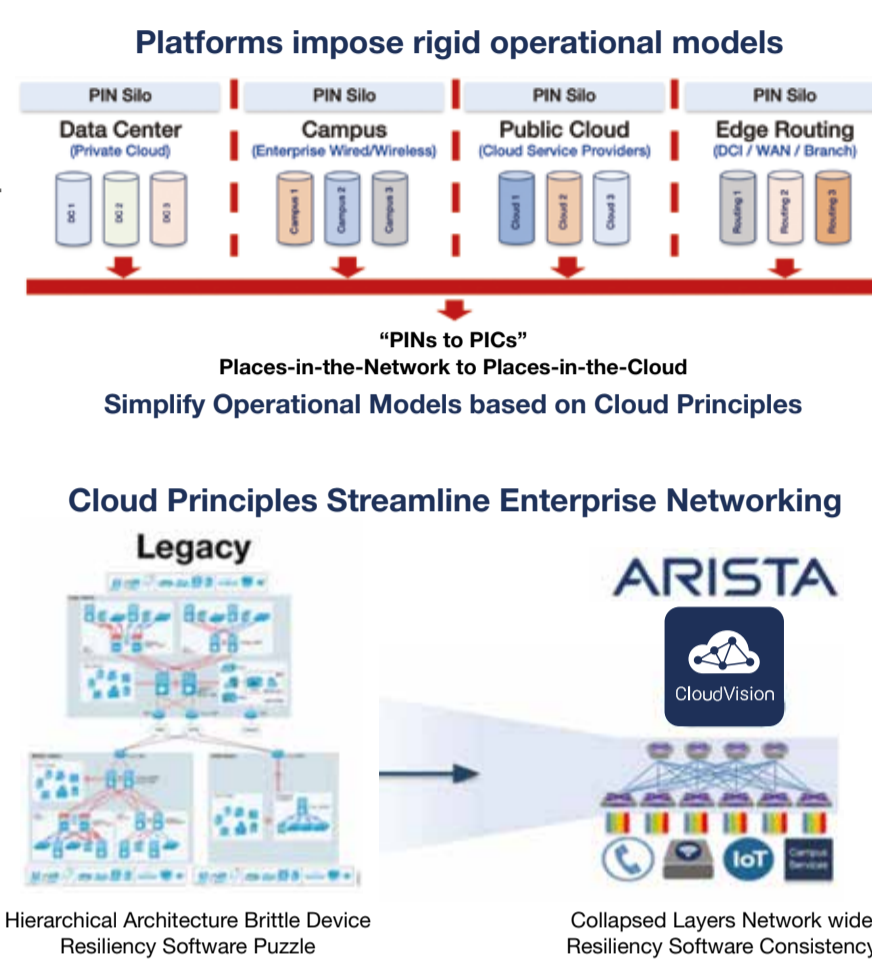 Platforms impose rigid operational models
PIN Silo PIN Silo PIN Silo PIN Silo
Data Center Campus Public Cloud Edge Routing
(Private Cloud) (Enterprise Wired/Wireless) (Cloud Service Providers) (DCI / WAN / Branch)
DC 1 DC 2 DC 3 Campus 1 Campus 2 Campus 3 Cloud 1 Cloud 2 Cloud 3 Routing 1 Routing 2 Routing 3
“PINs to PICs”
Places-in-the-Network to Places-in-the-Cloud
Simplify Operational Models based on Cloud Principles
Cloud Principles Streamline Enterprise Networking
Legacy
ARISTA
CloudVision
IoT
Campus Services
Hierarchical Architecture Brittle Device
Resiliency Software Puzzle
Collapsed Layers Network wide
Resiliency Software Consistency